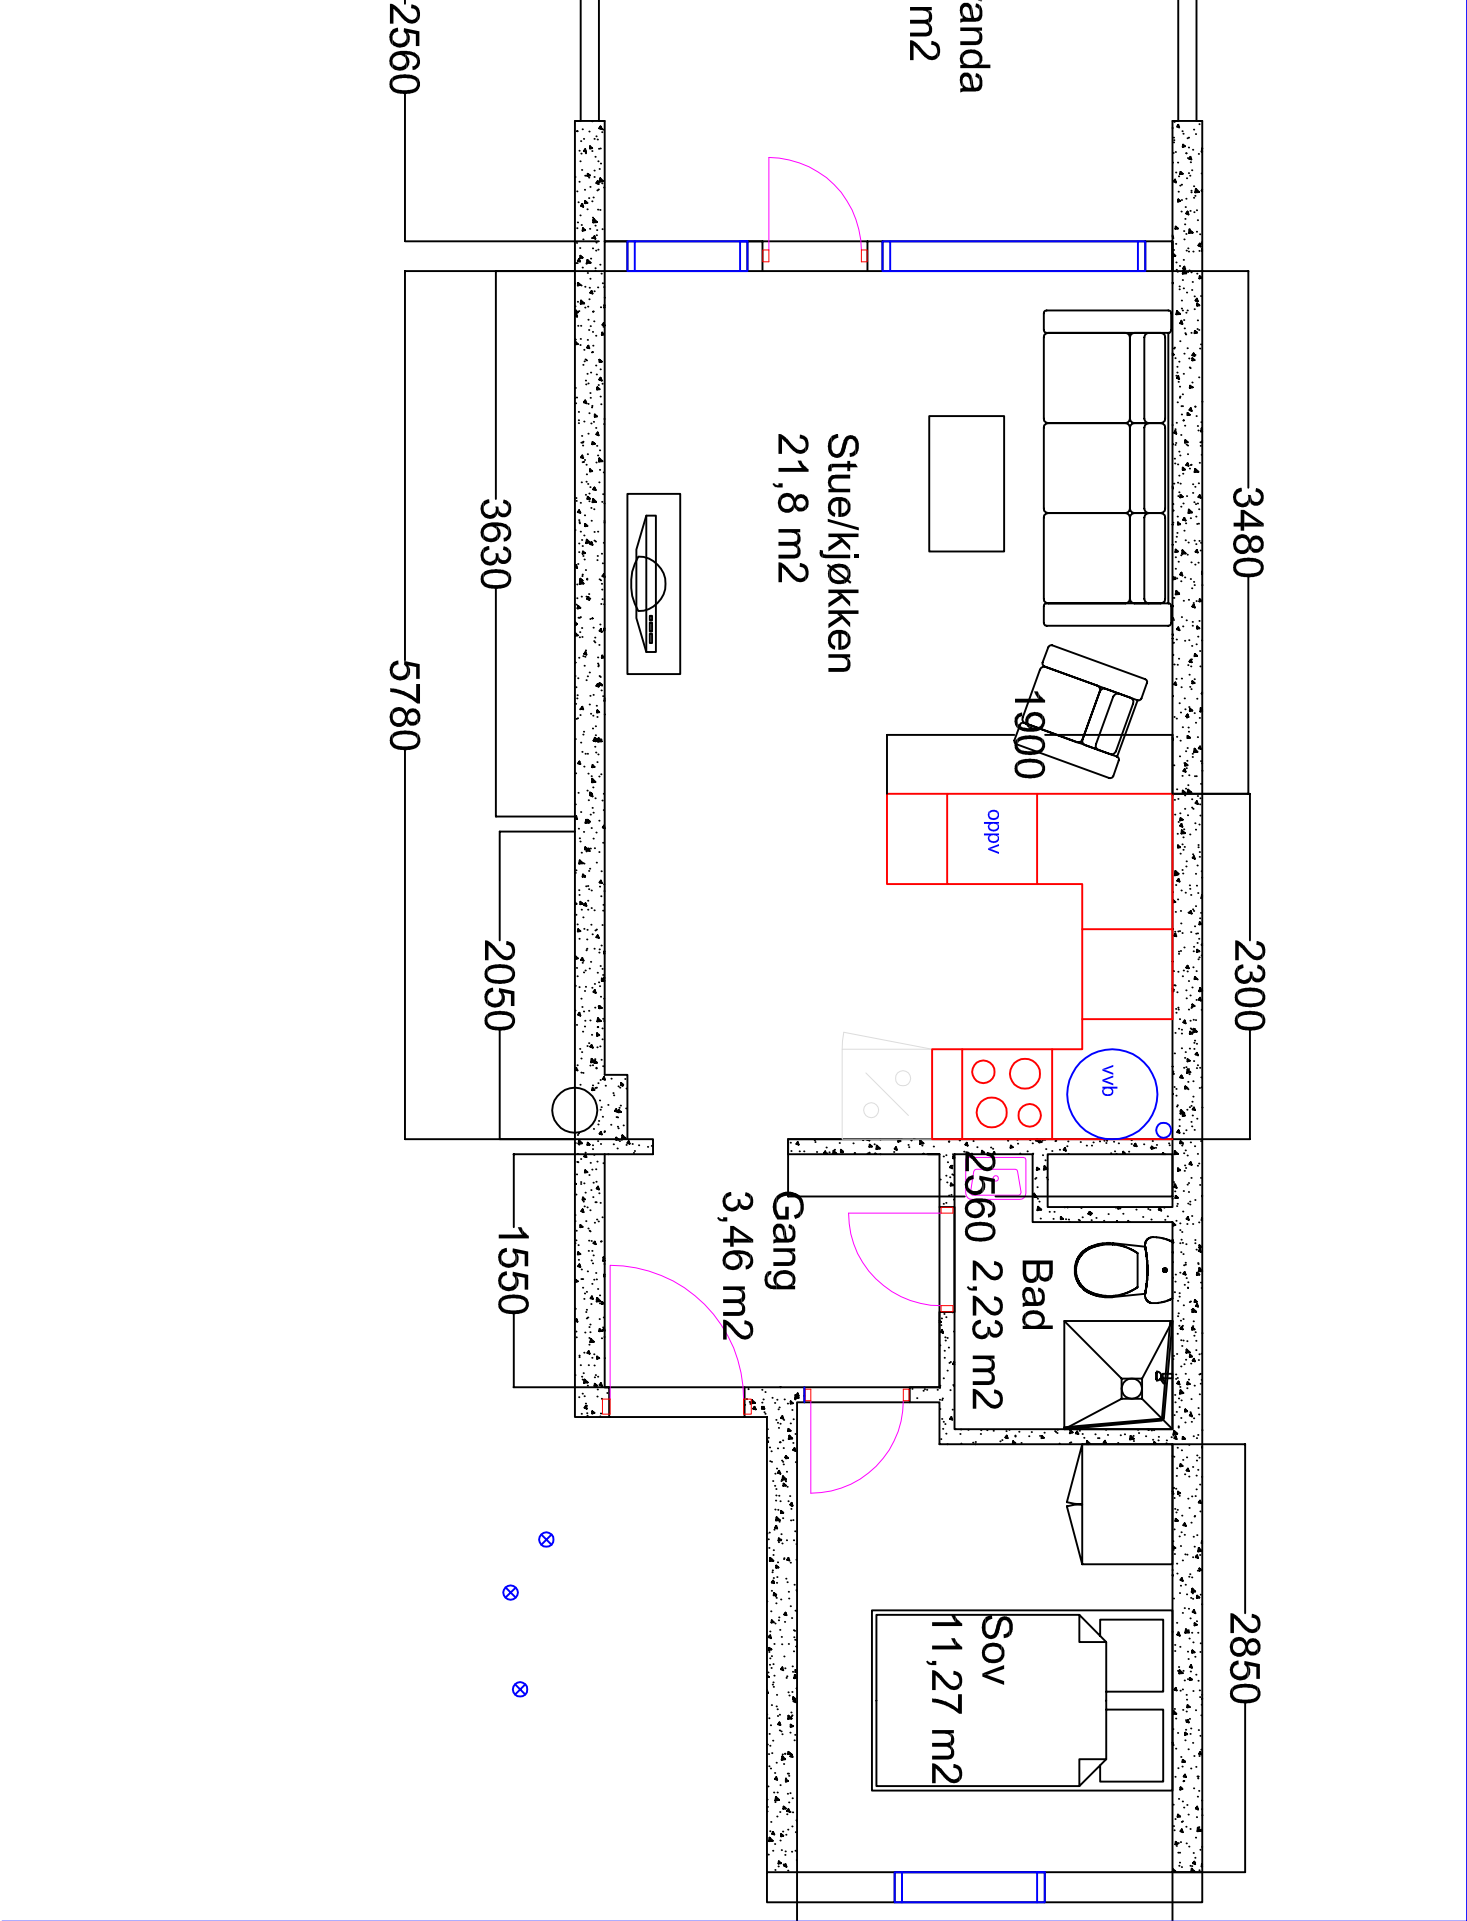 2560
anda
m2
3480
3630
5780
Stue/kjøkken
21,8 m2
1900
oppv
2050
2300
vvb
2560
Gang
3,46 m2
1550
Bad
2,23 m2
Sov
11,27 m2
2850